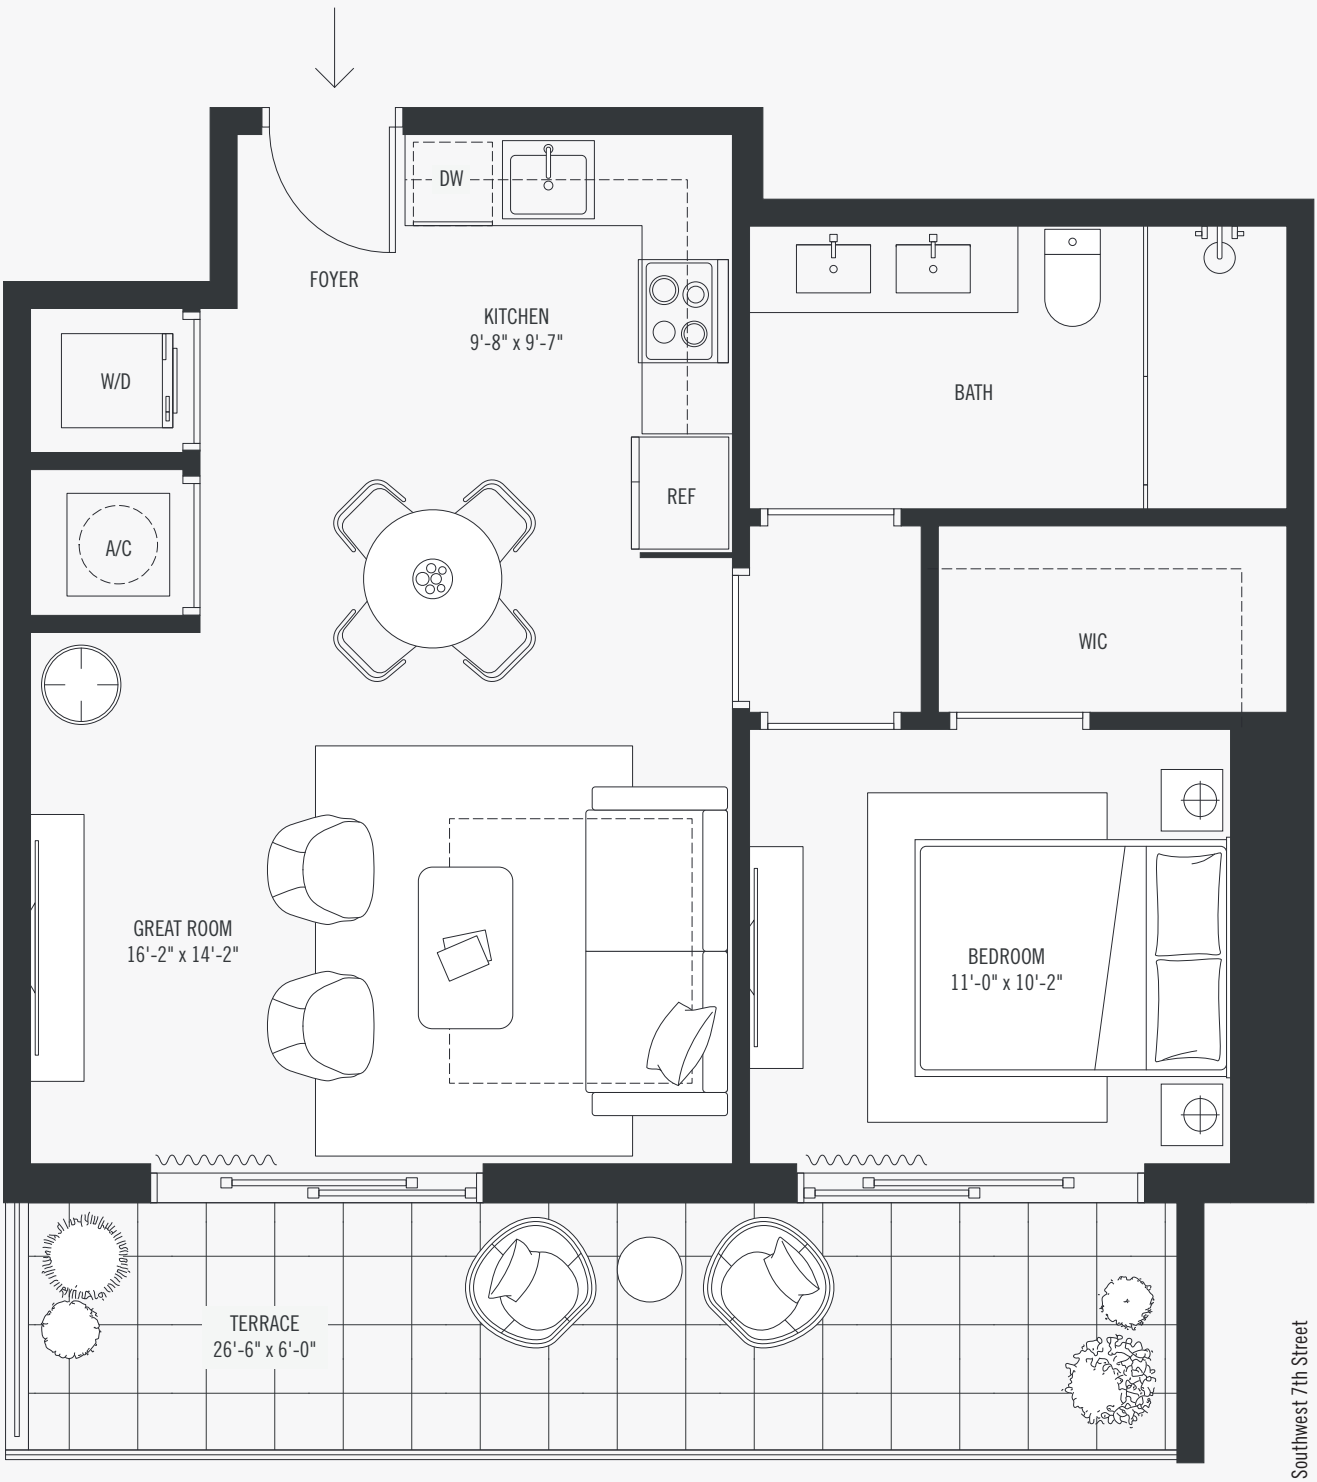 DW
FOYER
KITCHEN
9'-8" x 9'-7"
W/D
BATH
REF
A/C
WIC
GREAT ROOM
16'-2" x 14'-2"
BEDROOM
11'-0" x 10'-2"
TERRACE
26'-6" x 6'-0"
Southwest 7th Street